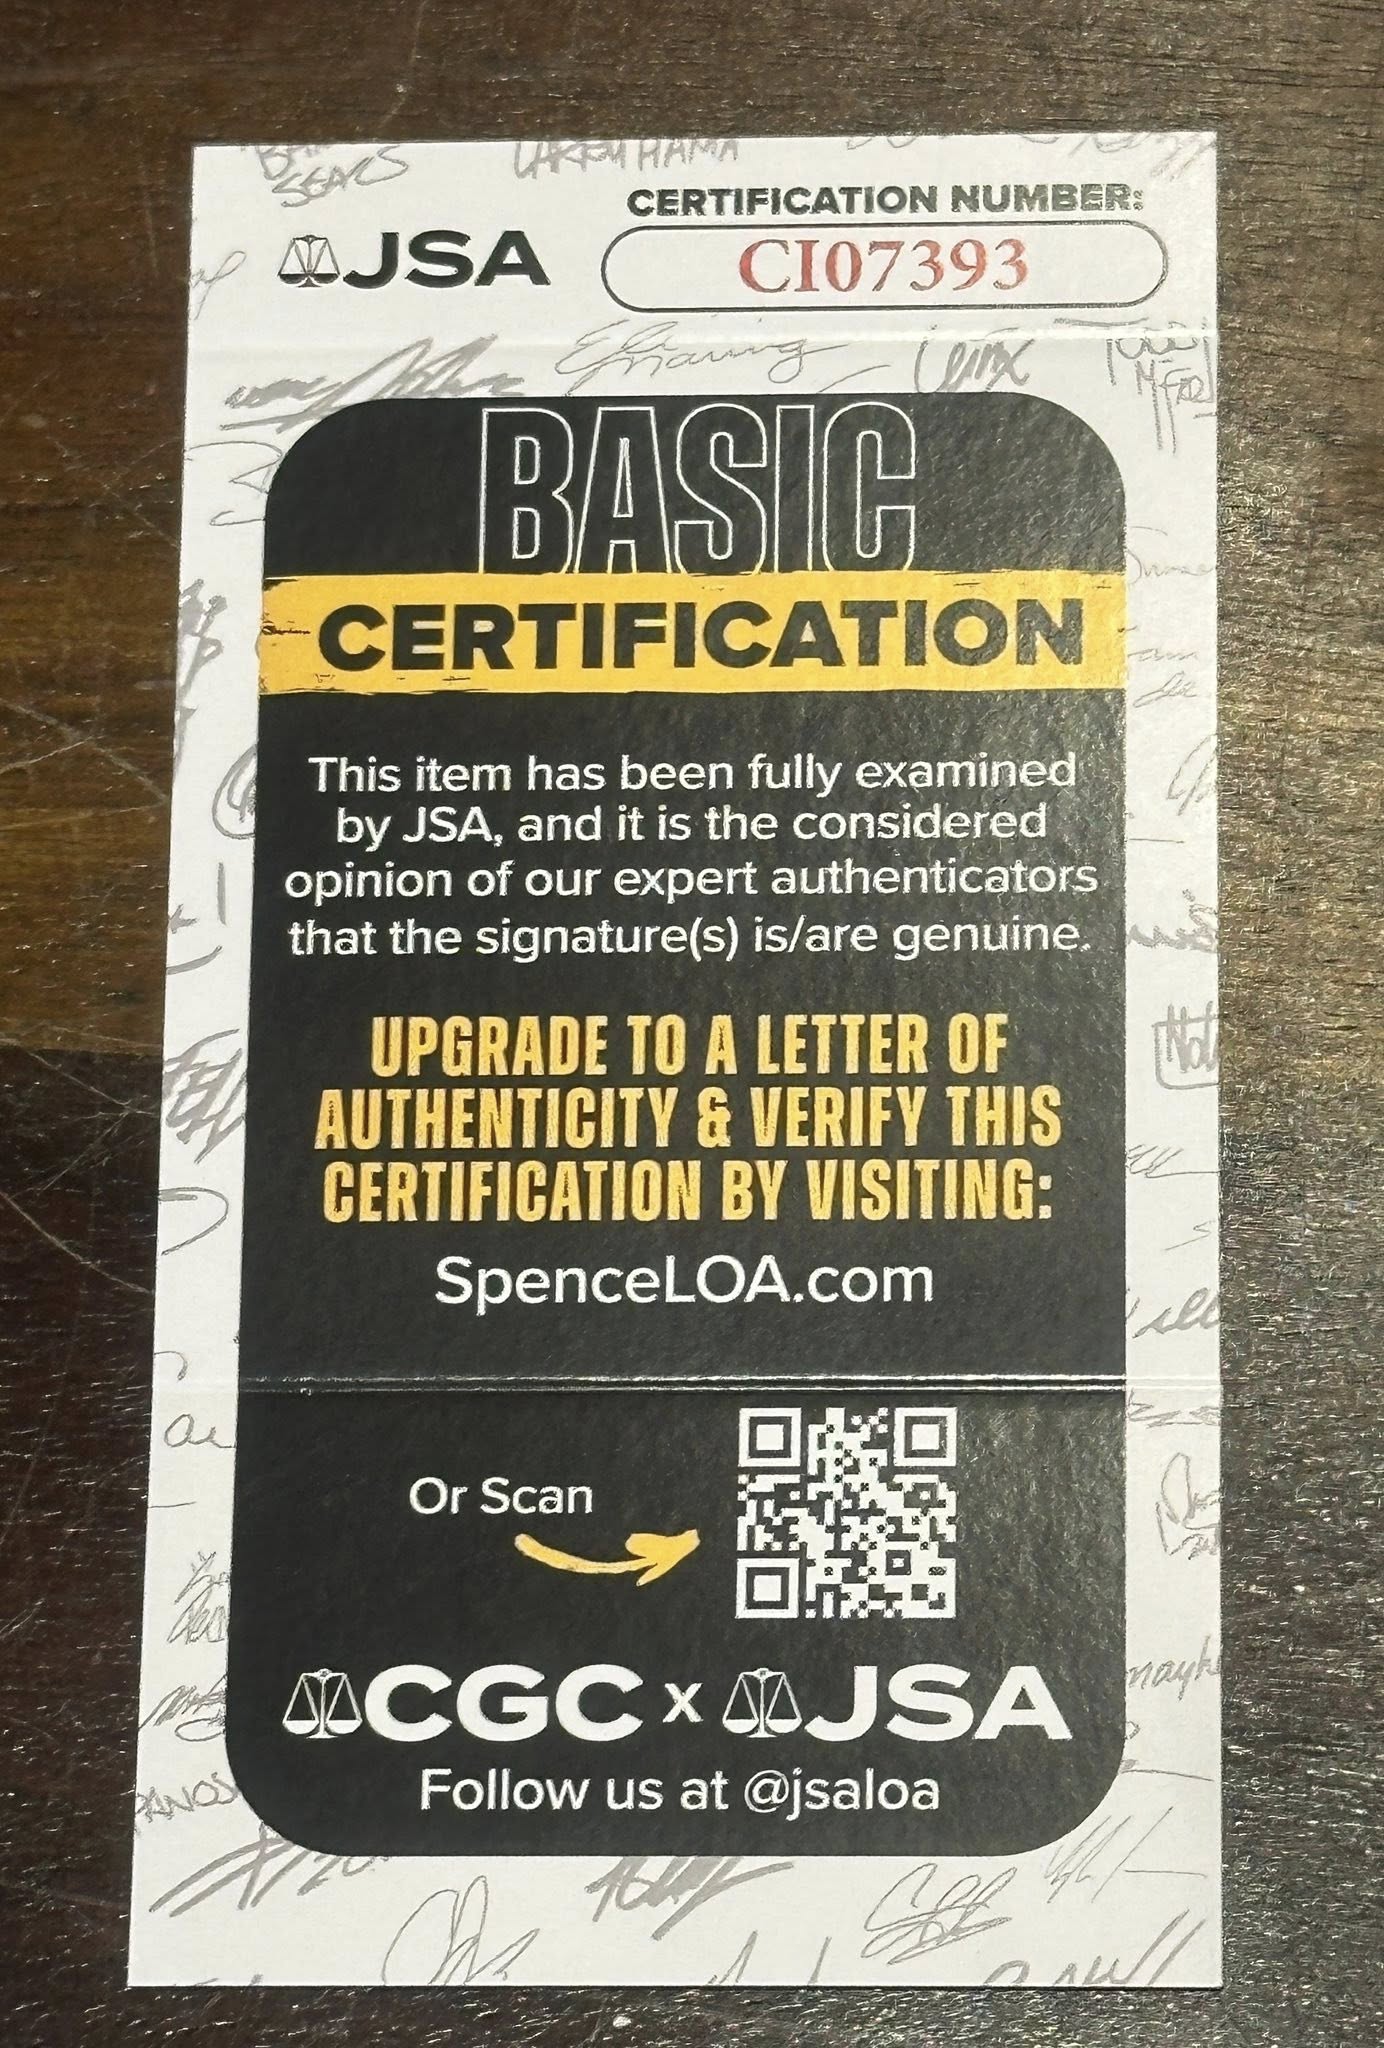 LARRY HAMA
CERTIFICATION NUMBER:
JSA
CI07393
BASIC
CERTIFICATION
This item has been fully examined
by JSA, and it is the considered
opinion of our expert authenticators
that the signature(s) is/are genuine.
UPGRADE TO A LETTER OF
AUTHENTICITY & VERIFY THIS
CERTIFICATION BY VISITING:
SpenceLOA.com
Or Scan
CGC x JSA
Follow us at @jsaloa